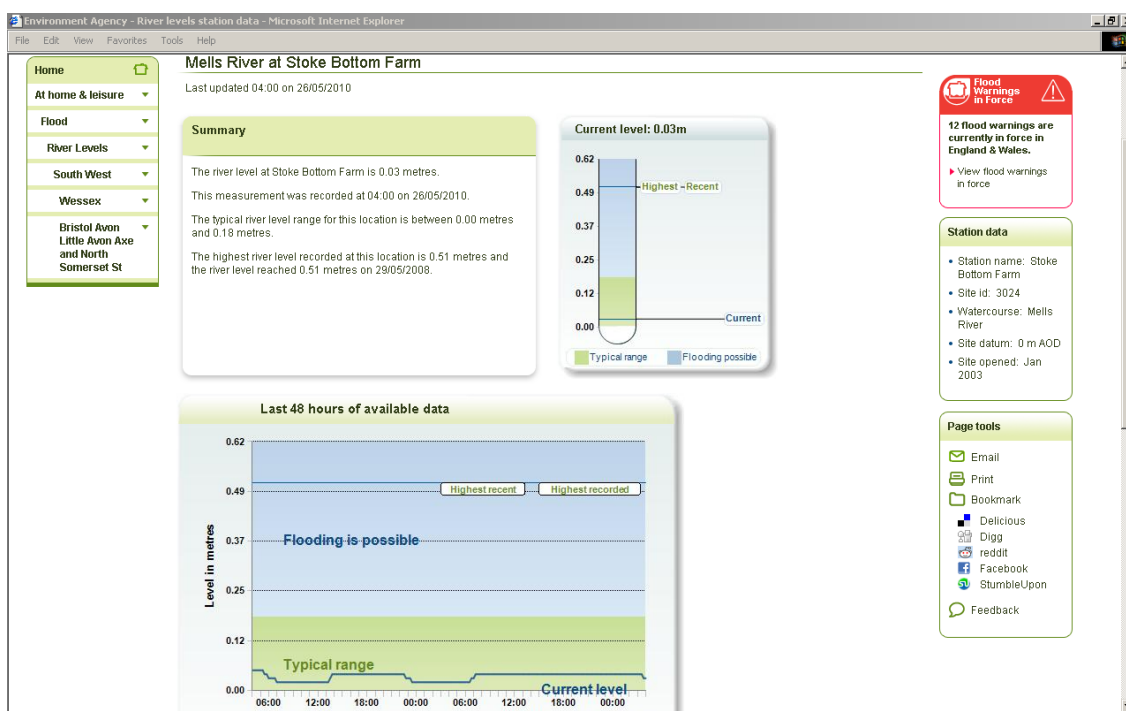 Environment Agency - River levels station data - Microsoft Internet Explorer
File Edit View Favorites Tools Help
Home
At home & leisure
Flood
River Levels
South West
Wessex
Bristol Avon
Little Avon Axe
and North
Somerset St
Mells River at Stoke Bottom Farm
Last updated 04:00 on 26/05/2010
Summary
The river level at Stoke Bottom Farm is 0.03 metres.
This measurement was recorded at 04:00 on 26/05/2010.
The typical river level range for this location is between 0.00 metres
and 0.18 metres.
The highest river level recorded at this location is 0.51 metres and
the river level reached 0.51 metres on 29/05/2008.
Current level: 0.03m
0.62
0.49
0.37
0.25
0.12
0.00
Highest
Recent
Current
Typical range
Flooding possible
Last 48 hours of available data
Level in metres
0.62
0.49
0.37
0.25
0.12
0.00
Highest recent
Highest recorded
Flooding is possible
Typical range
Current level
06:00 12:00 18:00 00:00 06:00 12:00 18:00 00:00
Flood
Warnings
in Force
12 flood warnings are
currently in force in
England & Wales.
View flood warnings
in force
Station data
Station name: Stoke
Bottom Farm
Site id: 3024
Watercourse: Mells
River
Site datum: 0 m AOD
Site opened: Jan
2003
Page tools
Email
Print
Bookmark
Delicious
Digg
reddit
Facebook
StumbleUpon
Feedback